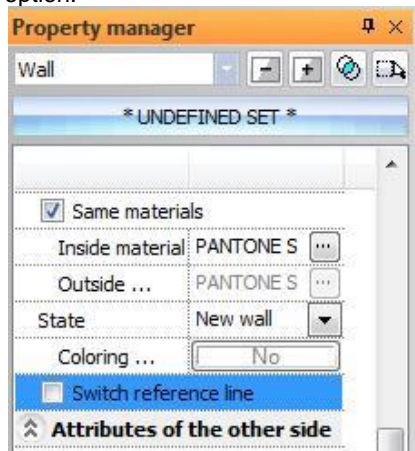 option.
Property manager
Wall
* UNDEFINED SET *
Same materials
Inside material PANTONE S ...
Outside ... PANTONE S ...
State New wall
Coloring ... No
Switch reference line
Attributes of the other side